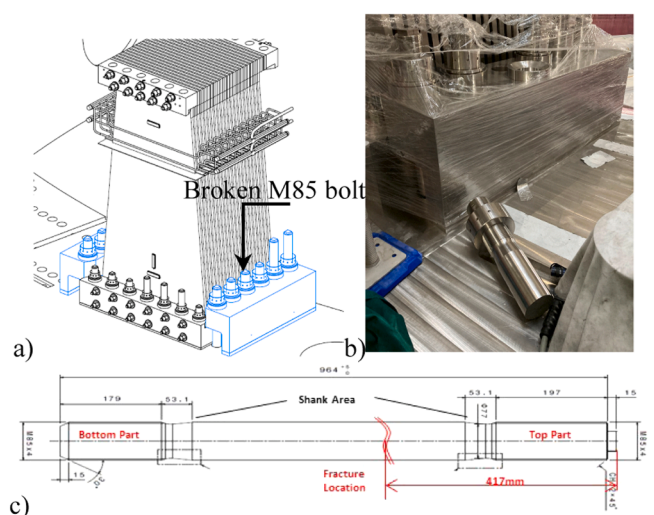 Broken M85 bolt
a)
b)
964
179
53.1
Shank Area
53.1
197
15
M85x4
Bottom Part
Φ77
Top Part
M85x4
15
30°
Fracture
Location
417mm
c)